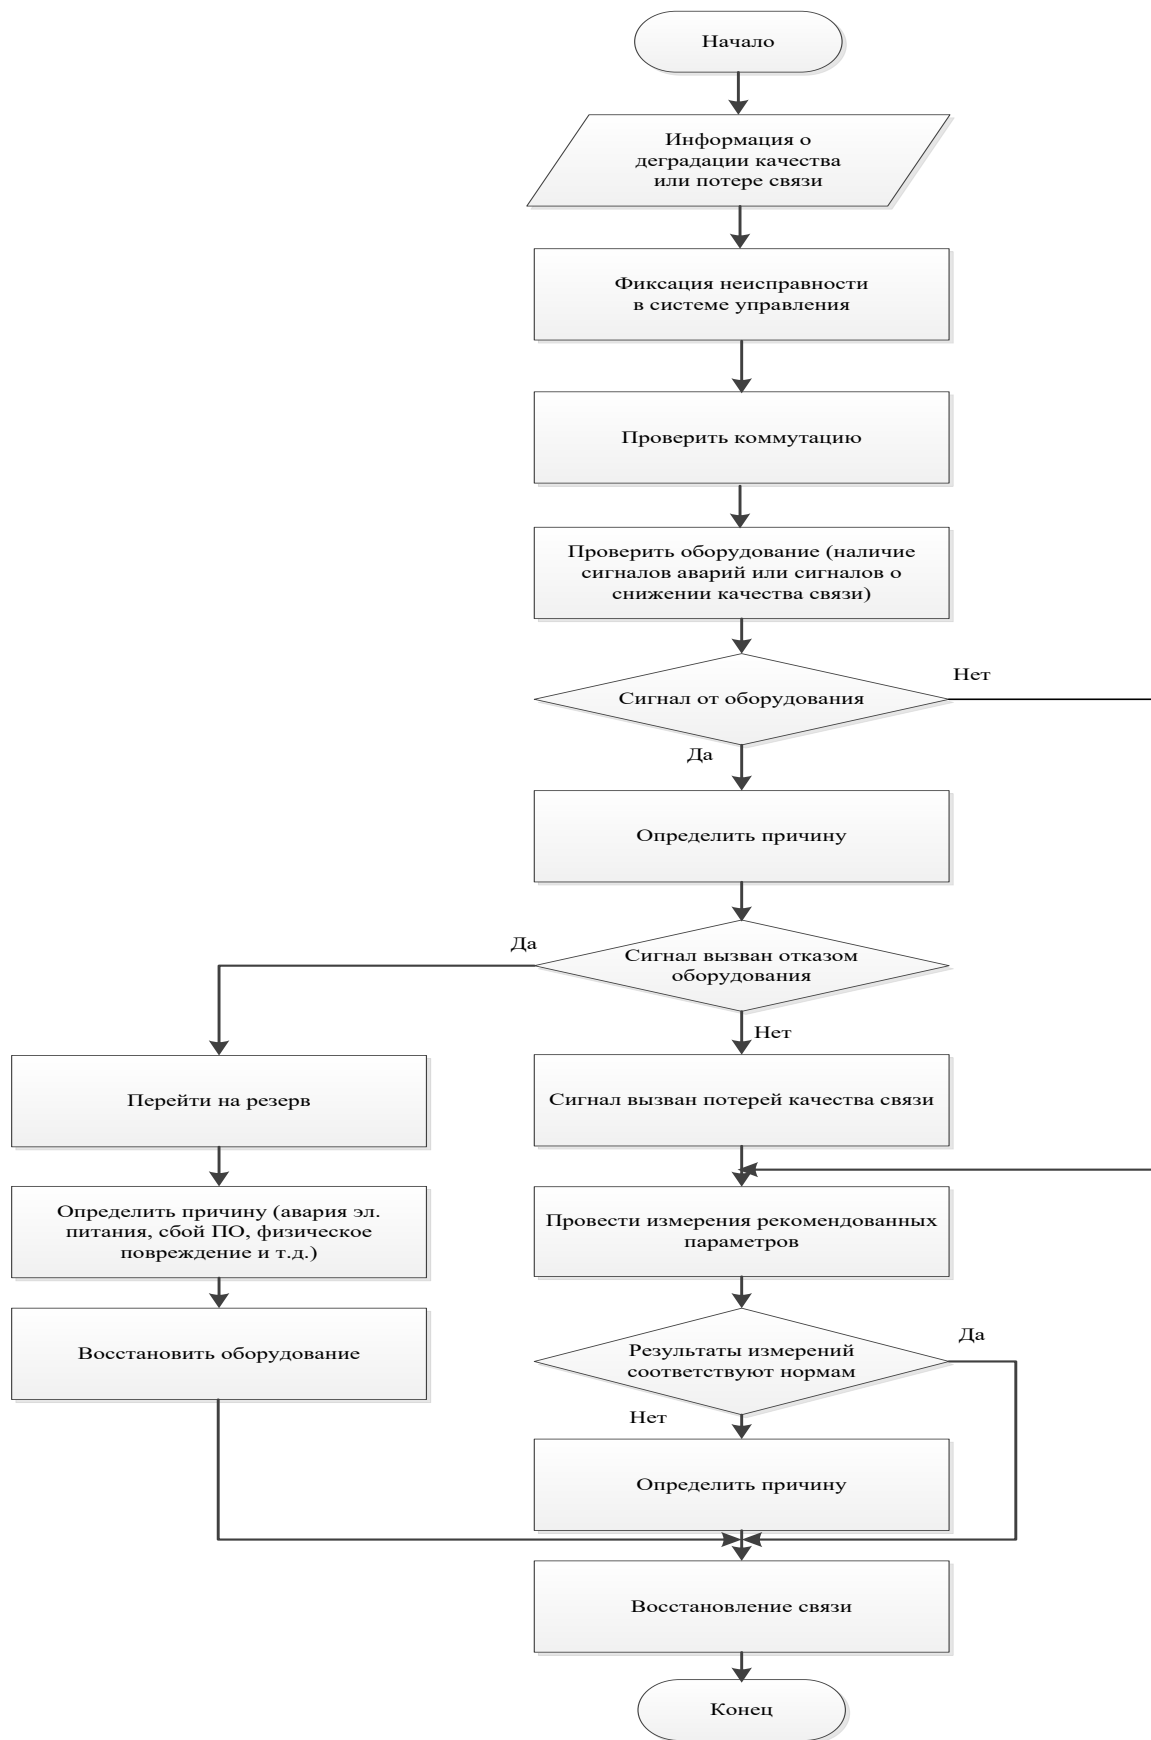 Начало
Информация о
деградации качества
или потере связи
Фиксация неисправности
в системе управления
Проверить коммутацию
Проверить оборудование (наличие
сигналов аварий или сигналов о
снижении качества связи)
Нет
Сигнал от оборудования
Да
Определить причину
Да
Сигнал вызван отказом
оборудования
Нет
Перейти на резерв
Сигнал вызван потерей качества связи
Определить причину (авария эл.
питания, сбой ПО, физическое
повреждение и т.д.)
Провести измерения рекомендованных
параметров
Восстановить оборудование
Да
Результаты измерений
соответствуют нормам
Нет
Определить причину
Восстановление связи
Конец